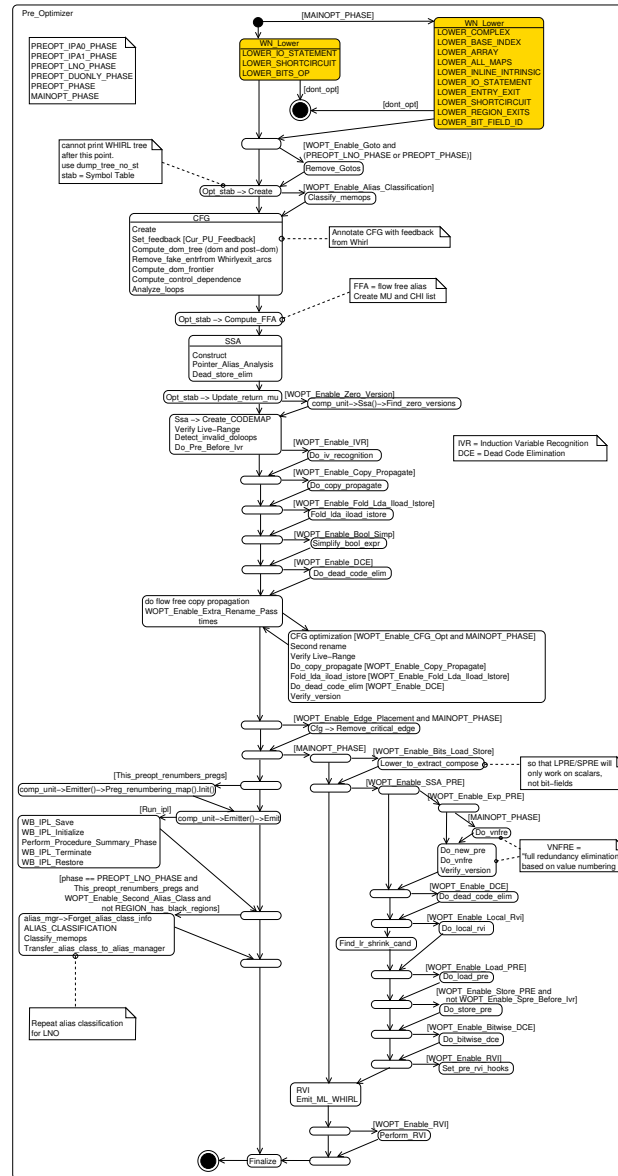 Pre_Optimizer
[MAINOPT_PHASE]
PREOPT_IPA0_PHASE
PREOPT_IPA1_PHASE
PREOPT_LNO_PHASE
PREOPT_DUONLY_PHASE
PREOPT_PHASE
MAINOPT_PHASE
WN_Lower
LOWER_IO_STATEMENT
LOWER_SHORTCIRCUIT
LOWER_BITS_OP
WN_Lower
LOWER_COMPLEX
LOWER_BASE_INDEX
LOWER_ARRAY
LOWER_ALL_MAPS
LOWER_INLINE_INTRINSIC
LOWER_IO_STATEMENT
LOWER_ENTRY_EXIT
LOWER_SHORTCIRCUIT
LOWER_REGION_EXITS
LOWER_BIT_FIELD_ID
[dont_opt]
[dont_opt]
cannot print WHIRL tree
after this point.
use dump_tree_no_st
stab = Symbol Table
[WOPT_Enable_Goto and
(PREOPT_LNO_PHASE or PREOPT_PHASE)]
Remove_Gotos
Opt_stab -> Create
[WOPT_Enable_Alias_Classification]
Classify_memops
CFG
Create
Set_feedback [Cur_PU_Feedback]
Compute_dom_tree (dom and post-dom)
Remove_fake_entrfrom Whirlyexit_arcs
Compute_dom_frontier
Compute_control_dependence
Analyze_loops
Annotate CFG with feedback
from Whirl
FFA = flow free alias
Create MU and CHI list
Opt_stab -> Compute_FFA
SSA
Construct
Pointer_Alias_Analysis
Dead_store_elim
Opt_stab -> Update_return_mu
[WOPT_Enable_Zero_Version]
comp_unit->Ssa()->Find_zero_versions
Ssa -> Create_CODEMAP
Verify Live-Range
Detect_invalid_doloops
Do_Pre_Before_Ivr
[WOPT_Enable_IVR]
Do_iv_recognition
IVR = Induction Variable Recognition
DCE = Dead Code Elimination
[WOPT_Enable_Copy_Propagate]
Do_copy_propagate
[WOPT_Enable_Fold_Lda_Iload_Istore]
Fold_lda_iload_istore
[WOPT_Enable_Bool_Simp]
Simplify_bool_expr
[WOPT_Enable_DCE]
Do_dead_code_elim
do flow free copy propagation
WOPT_Enable_Extra_Rename_Pass
times
CFG optimization [WOPT_Enable_CFG_Opt and MAINOPT_PHASE]
Second rename
Verify Live-Range
Do_copy_propagate [WOPT_Enable_Copy_Propagate]
Fold_lda_iload_istore [WOPT_Enable_Fold_Lda_Iload_Istore]
Do_dead_code_elim [WOPT_Enable_DCE]
Verify_version
[WOPT_Enable_Edge_Placement and MAINOPT_PHASE]
Cfg -> Remove_critical_edge
[MAINOPT_PHASE]
[WOPT_Enable_Bits_Load_Store]
Lower_to_extract_compose
so that LPRE/SPRE will
only work on scalars,
not bit-fields
[This_preopt_renumbers_pregs]
comp_unit->Emitter()->Preg_renumbering_map().Init()
[WOPT_Enable_SSA_PRE]
[WOPT_Enable_Exp_PRE]
[MAINOPT_PHASE]
Do_vnfre
[Run_ipl]
comp_unit->Emitter()->Emit
WB_IPL_Save
WB_IPL_Initialize
Perform_Procedure_Summary_Phase
WB_IPL_Terminate
WB_IPL_Restore
VNFRE =
"full redundancy elimination
based on value numbering
Do_new_pre
Do_vnfre
Verify_version
[phase == PREOPT_LNO_PHASE and
This_preopt_renumbers_pregs and
WOPT_Enable_Second_Alias_Class and
not REGION_has_black_regions]
[WOPT_Enable_DCE]
Do_dead_code_elim
alias_mgr->Forget_alias_class_info
ALIAS_CLASSIFICATION
Classify_memops
Transfer_alias_class_to_alias_manager
[WOPT_Enable_Local_Rvi]
Do_local_rvi
Find_lr_shrink_cand
[WOPT_Enable_Load_PRE]
Do_load_pre
[WOPT_Enable_Store_PRE and
not WOPT_Enable_Spre_Before_Ivr]
Do_store_pre
Repeat alias classification
for LNO
[WOPT_Enable_Bitwise_DCE]
Do_bitwise_dce
[WOPT_Enable_RVI]
Set_pre_rvi_hooks
RVI
Emit_ML_WHIRL
[WOPT_Enable_RVI]
Perform_RVI
Finalize